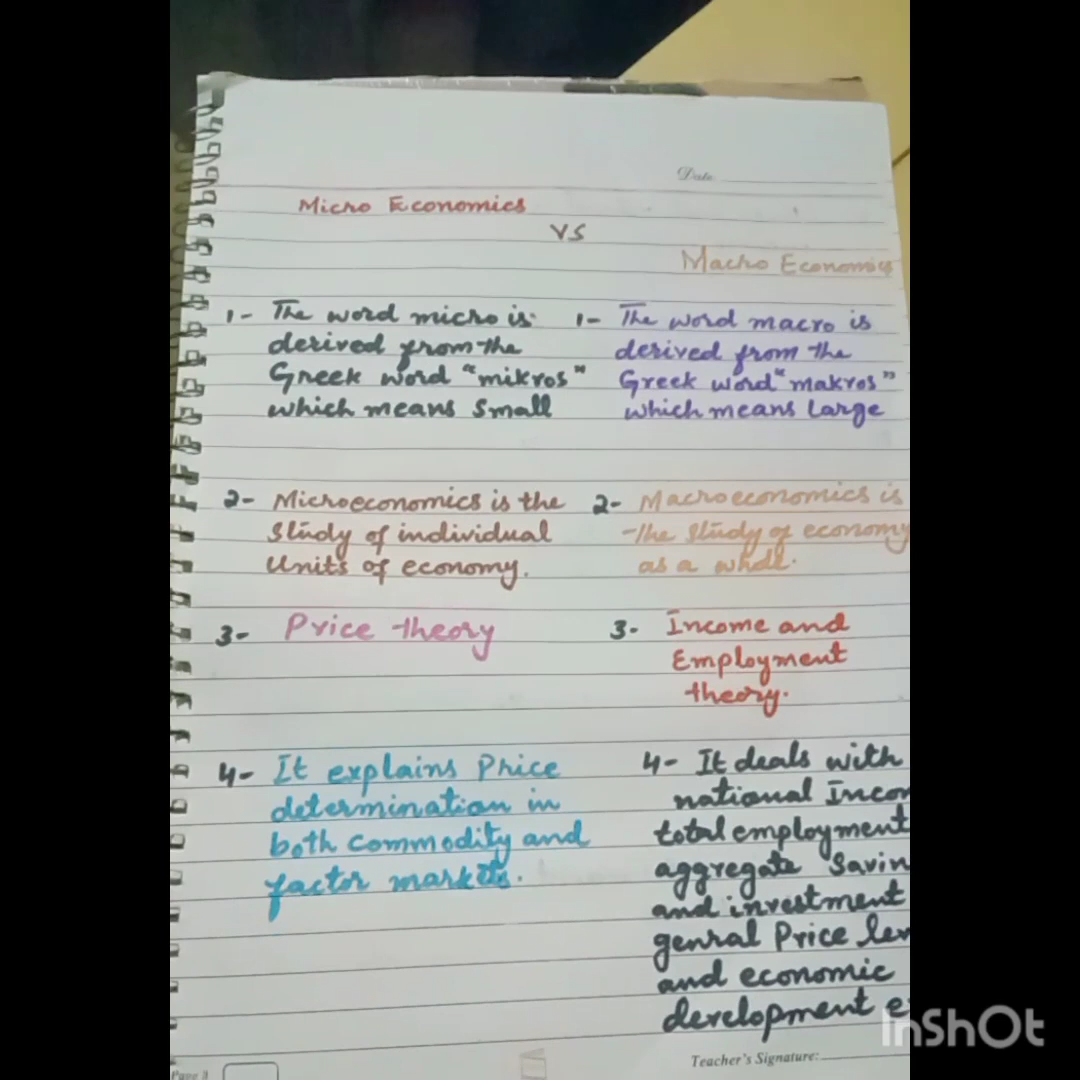 Date
Micro Economics
VS
Macro Economics
1- The word micro is
derived from the
Greek word "mikros"
which means Small
1- The word macro is
derived from the
Greek word "makros"
which means large
2- Microeconomics is the
Study of individual
Units of economy.
2- Macroeconomics is
the Study of economy
as a whole.
3- Price theory
3- Income and
Employment
theory.
4- It explains Price
determination in
both Commodity and
factor markets.
4- It deals with
national Incom
total employment
aggregate Savin
and investment
genral Price lev
and economic
development e
Teacher's Signature:
Page 3
InShOt